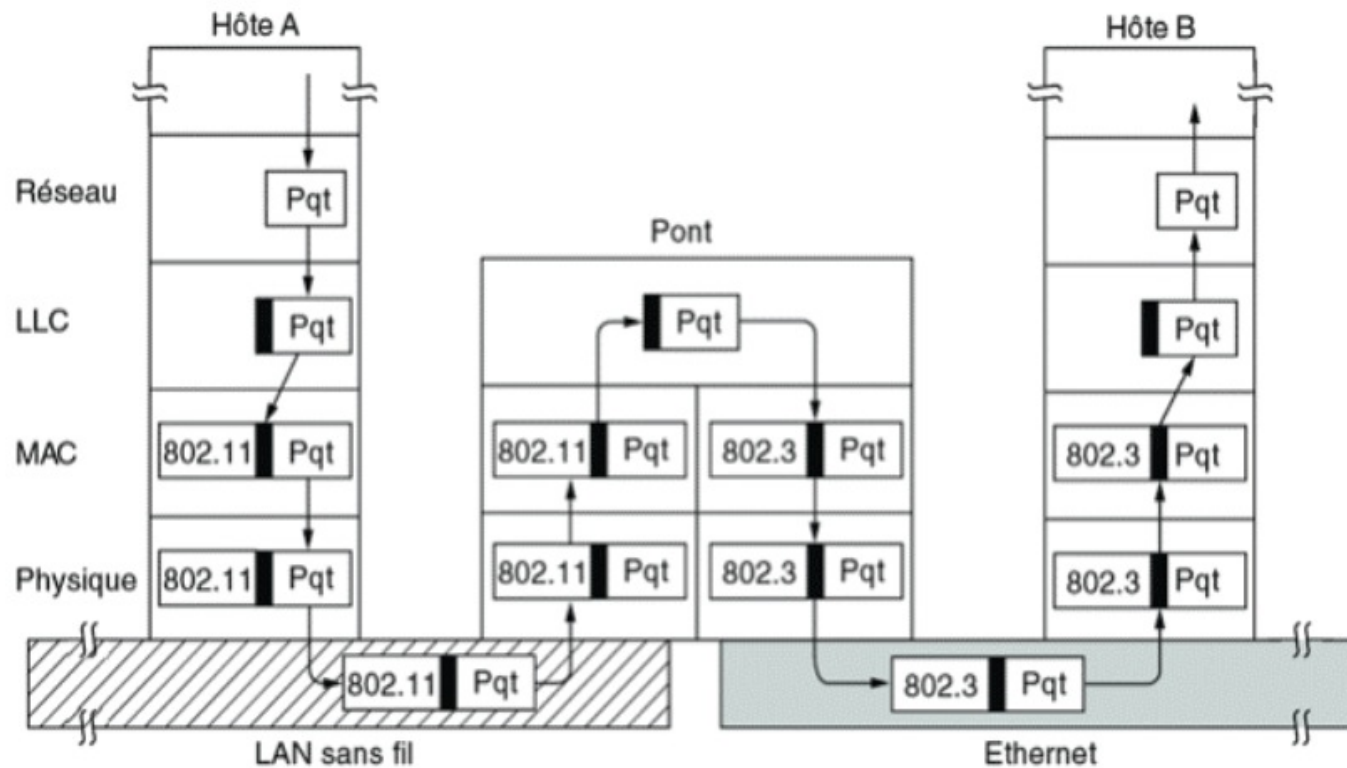 Hôte A
Hôte B
Réseau
Pqt
Pqt
Pont
LLC
Pqt
Pqt
Pqt
MAC
802.11 Pqt
802.11 Pqt
802.3 Pqt
802.3 Pqt
Physique
802.11 Pqt
802.11 Pqt
802.3 Pqt
802.3 Pqt
802.11 Pqt
802.3 Pqt
LAN sans fil
Ethernet